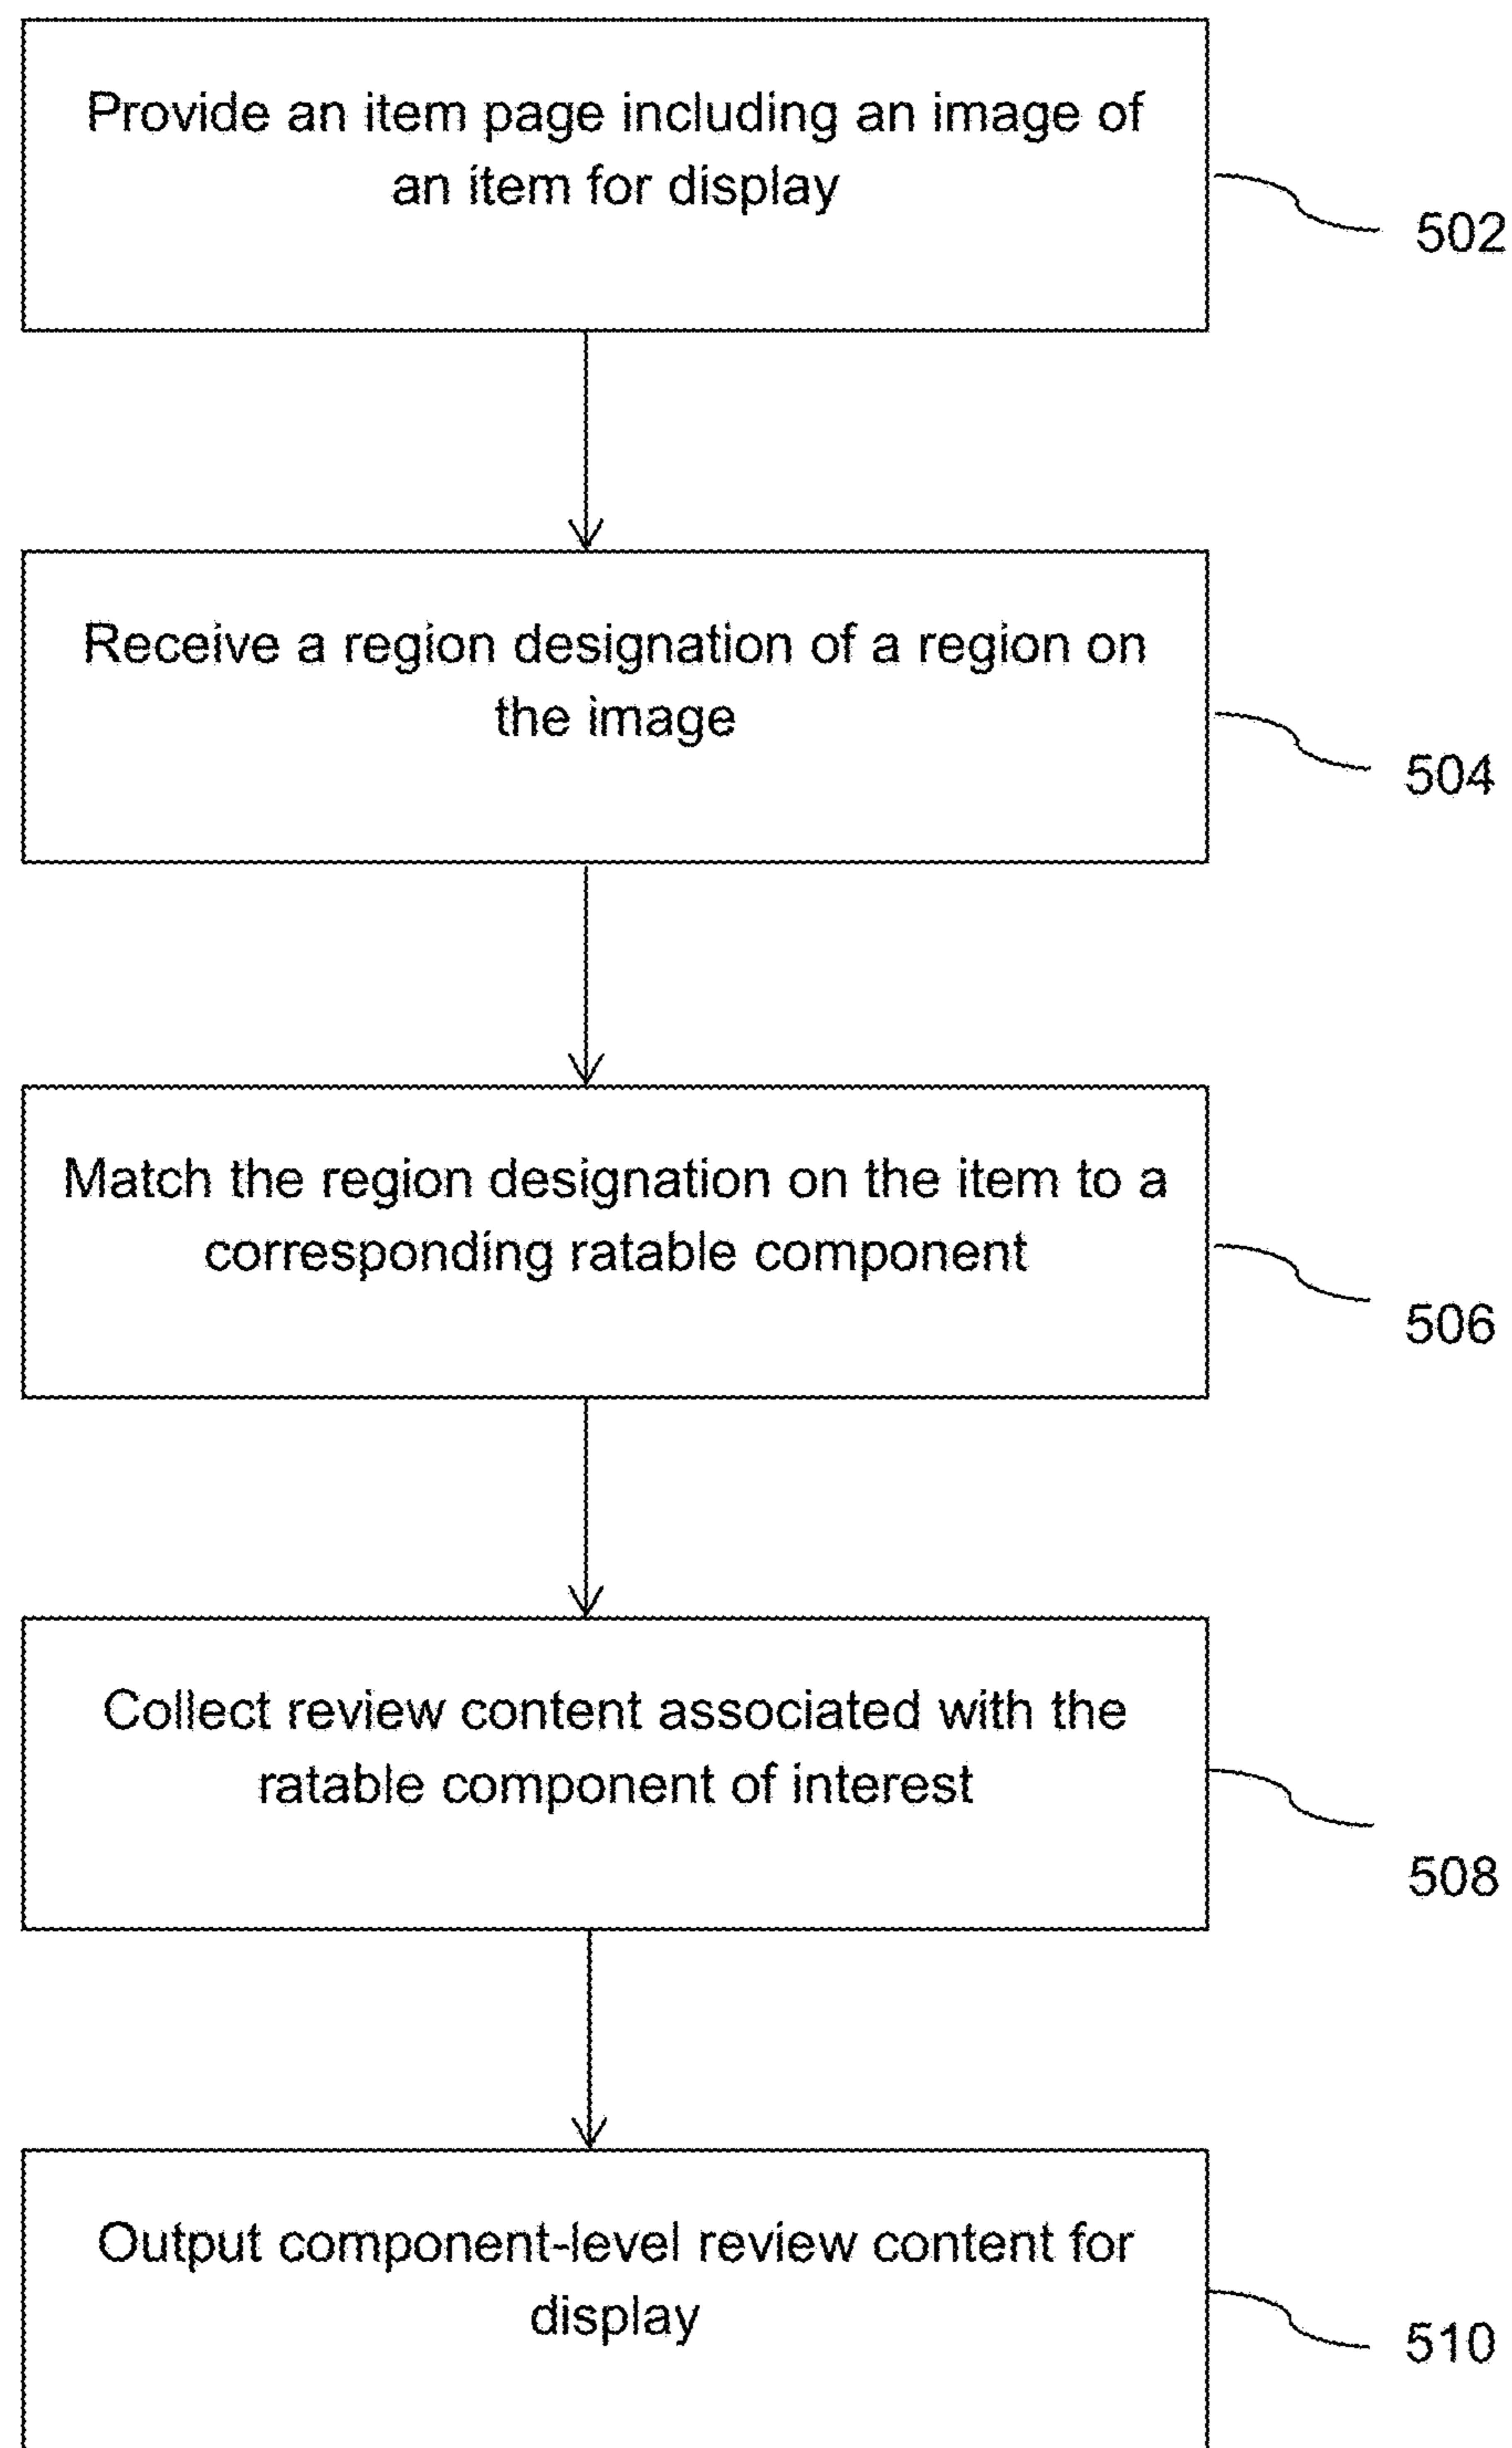 Provide an item page including an image of
an item for display
502
Receive a region designation of a region on
the image
504
Match the region designation on the item to a
corresponding ratable component
506
Collect review content associated with the
ratable component of interest
508
Output component-level review content for
display
510